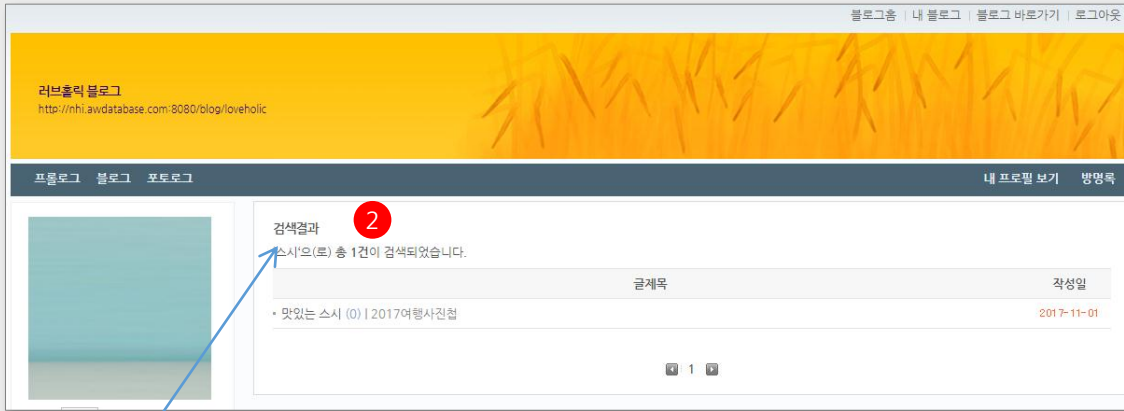 블로그홈 | 내 블로그 | 블로그 바로가기 | 로그아웃
러브홀릭 블로그
http://nhi.awdatabase.com:8080/blog/loveholic
프롤로그 블로그 포토로그 내 프로필 보기 방명록
검색결과 2
스시'으(로) 총 1건이 검색되었습니다.
글제목 작성일
• 맛있는 스시 (0) | 2017여행사진첩 2017-11-01
1